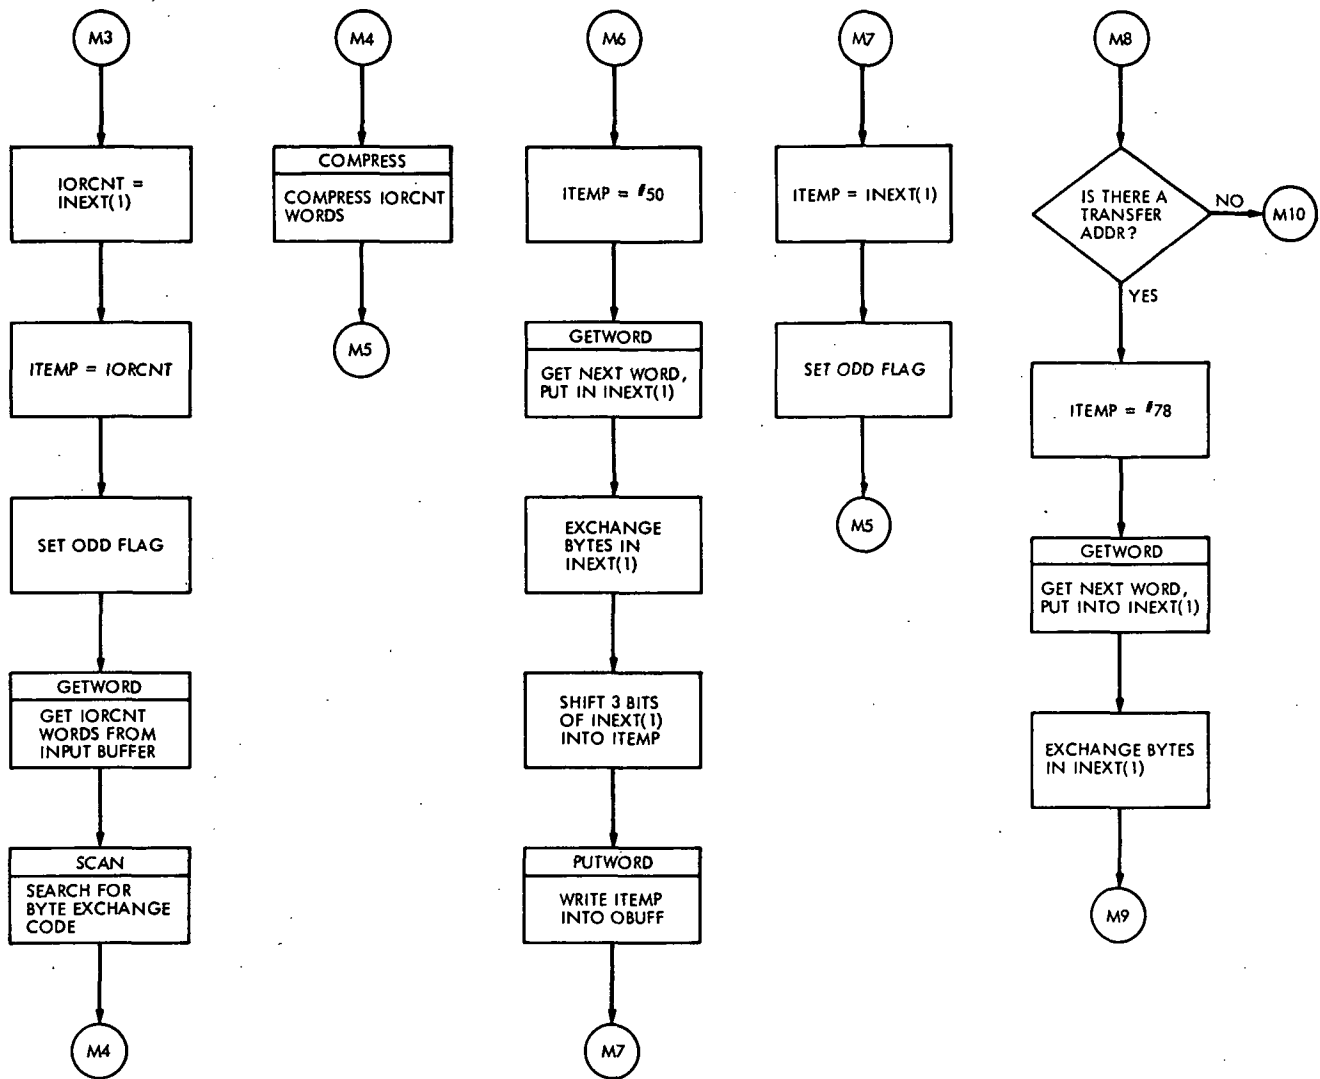 M3
IORCNT =
INEXT(1)
ITEMP = IORCNT
SET ODD FLAG
GETWORD
GET IORCNT
WORDS FROM
INPUT BUFFER
SCAN
SEARCH FOR
BYTE EXCHANGE
CODE
M4
M4
COMPRESS
COMPRESS IORCNT
WORDS
M5
M6
ITEMP = #50
GETWORD
GET NEXT WORD,
PUT IN INEXT(1)
EXCHANGE
BYTES IN
INEXT(1)
SHIFT 3 BITS
OF INEXT(1)
INTO ITEMP
PUTWORD
WRITE ITEMP
INTO OBUFF
M7
M7
ITEMP = INEXT(1)
SET ODD FLAG
M5
M8
IS THERE A
TRANSFER
ADDR?
NO
M10
YES
ITEMP = #78
GETWORD
GET NEXT WORD,
PUT INTO INEXT(1)
EXCHANGE BYTES
IN INEXT(1)
M9